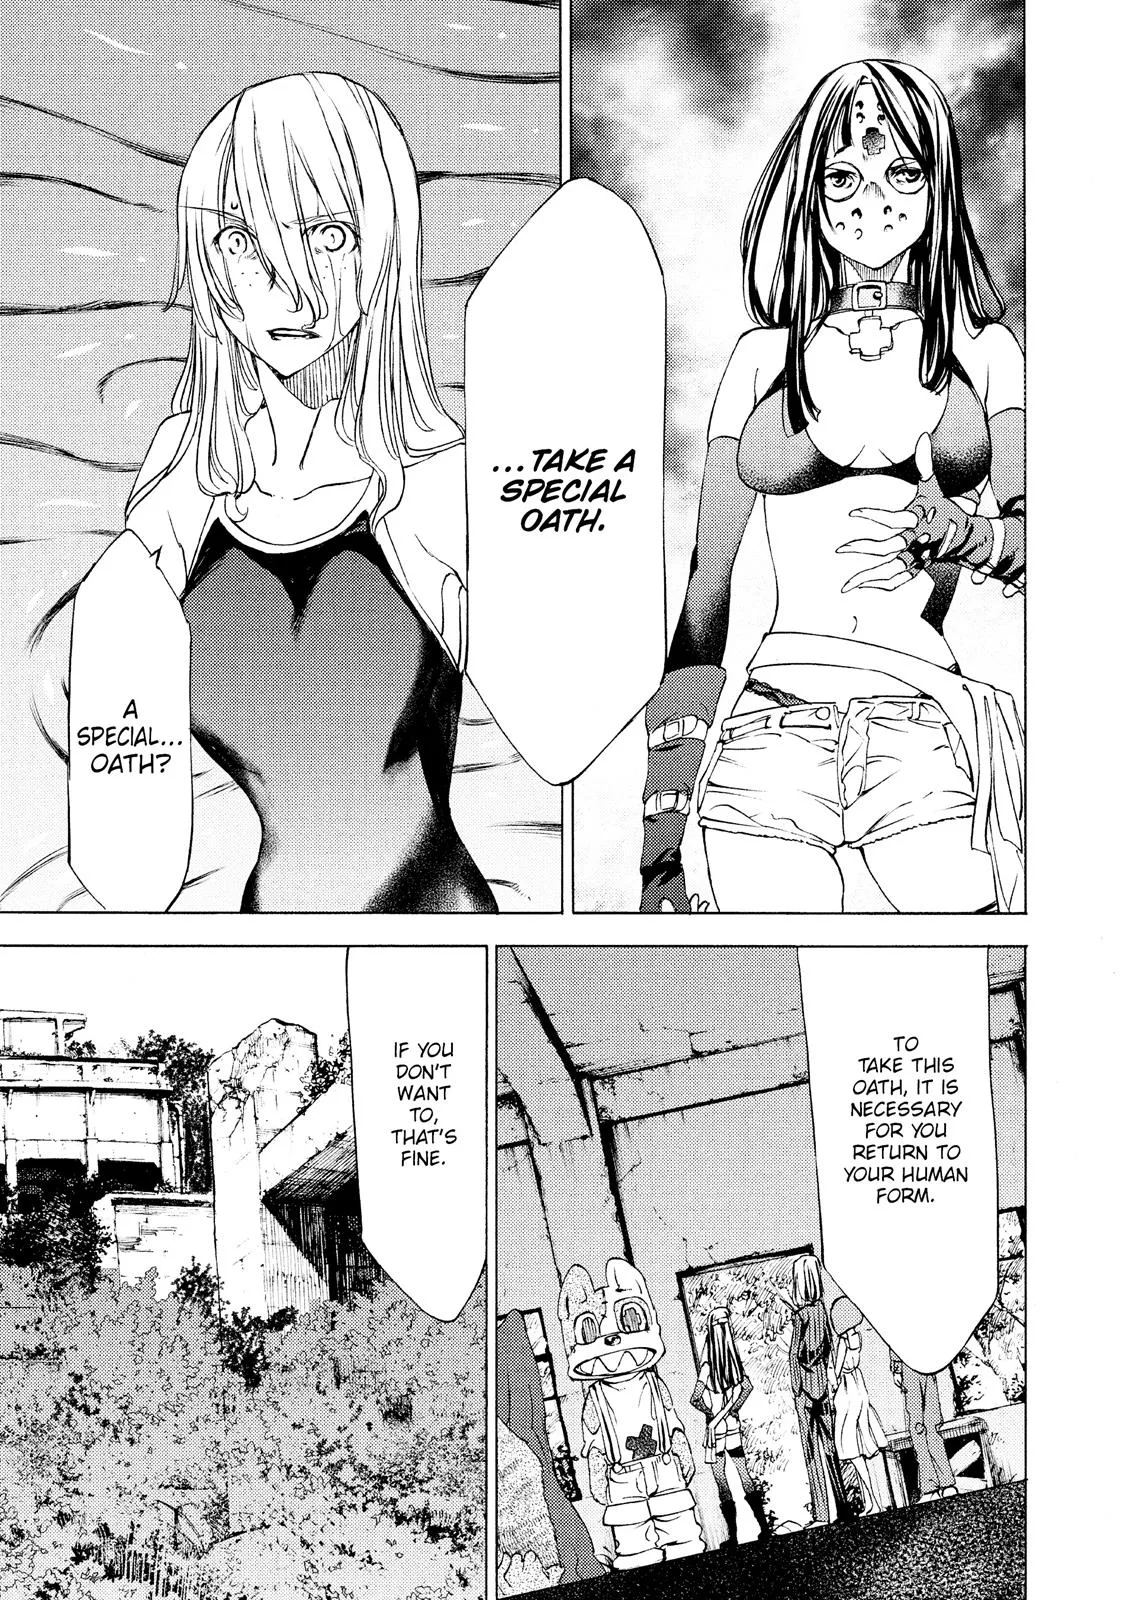 ...TAKE A
SPECIAL
OATH.
A
SPECIAL...
OATH?
TO
TAKE THIS
OATH, IT IS
NECESSARY
FOR YOU
RETURN TO
YOUR HUMAN
FORM.
IF YOU
DON'T
WANT
TO,
THAT'S
FINE.